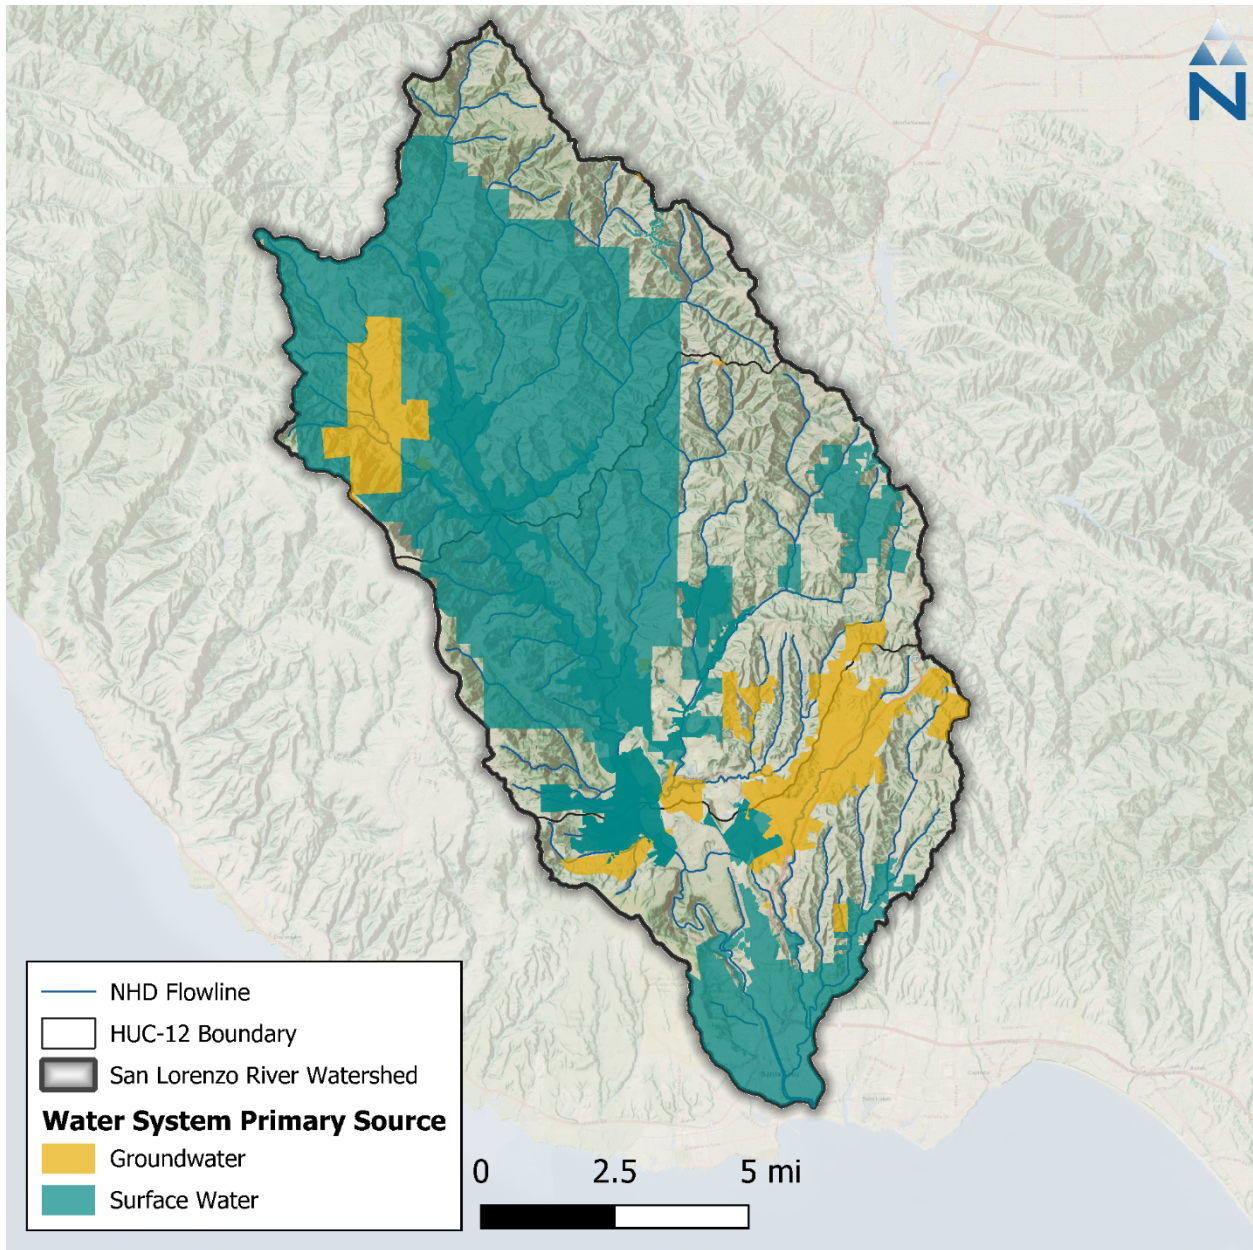 N
NHD Flowline
HUC-12 Boundary
San Lorenzo River Watershed
Water System Primary Source
Groundwater
Surface Water
0 2.5 5 mi